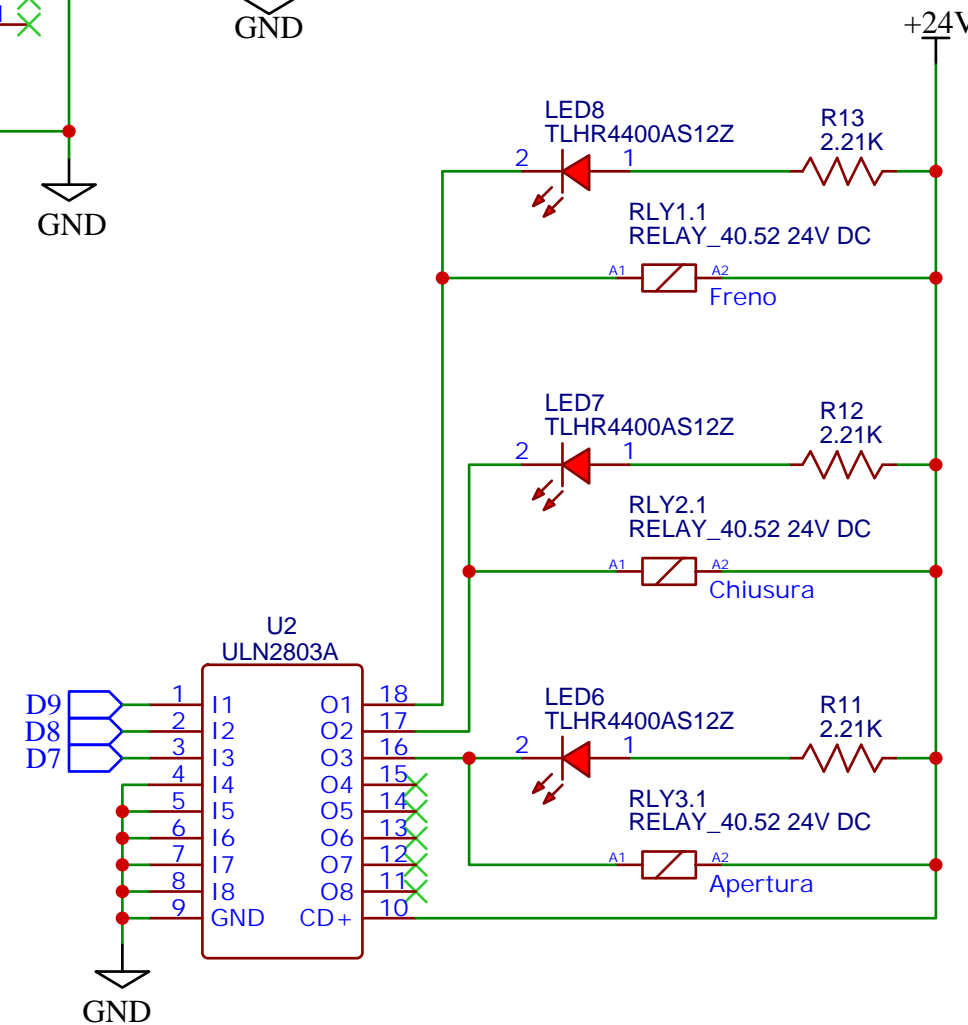 GND
+24V
GND
LED8
TLHR4400AS12Z
2
1
R13
2.21K
RLY1.1
RELAY_40.52 24V DC
A1
A2
Freno
LED7
TLHR4400AS12Z
2
1
R12
2.21K
RLY2.1
RELAY_40.52 24V DC
A1
A2
Chiusura
U2
ULN2803A
D9
D8
D7
1 I1 O1 18
2 I2 O2 17
3 I3 O3 16
4 I4 O4 15
5 I5 O5 14
6 I6 O6 13
7 I7 O7 12
8 I8 O8 11
9 GND CD+ 10
GND
LED6
TLHR4400AS12Z
2
1
R11
2.21K
RLY3.1
RELAY_40.52 24V DC
A1
A2
Apertura